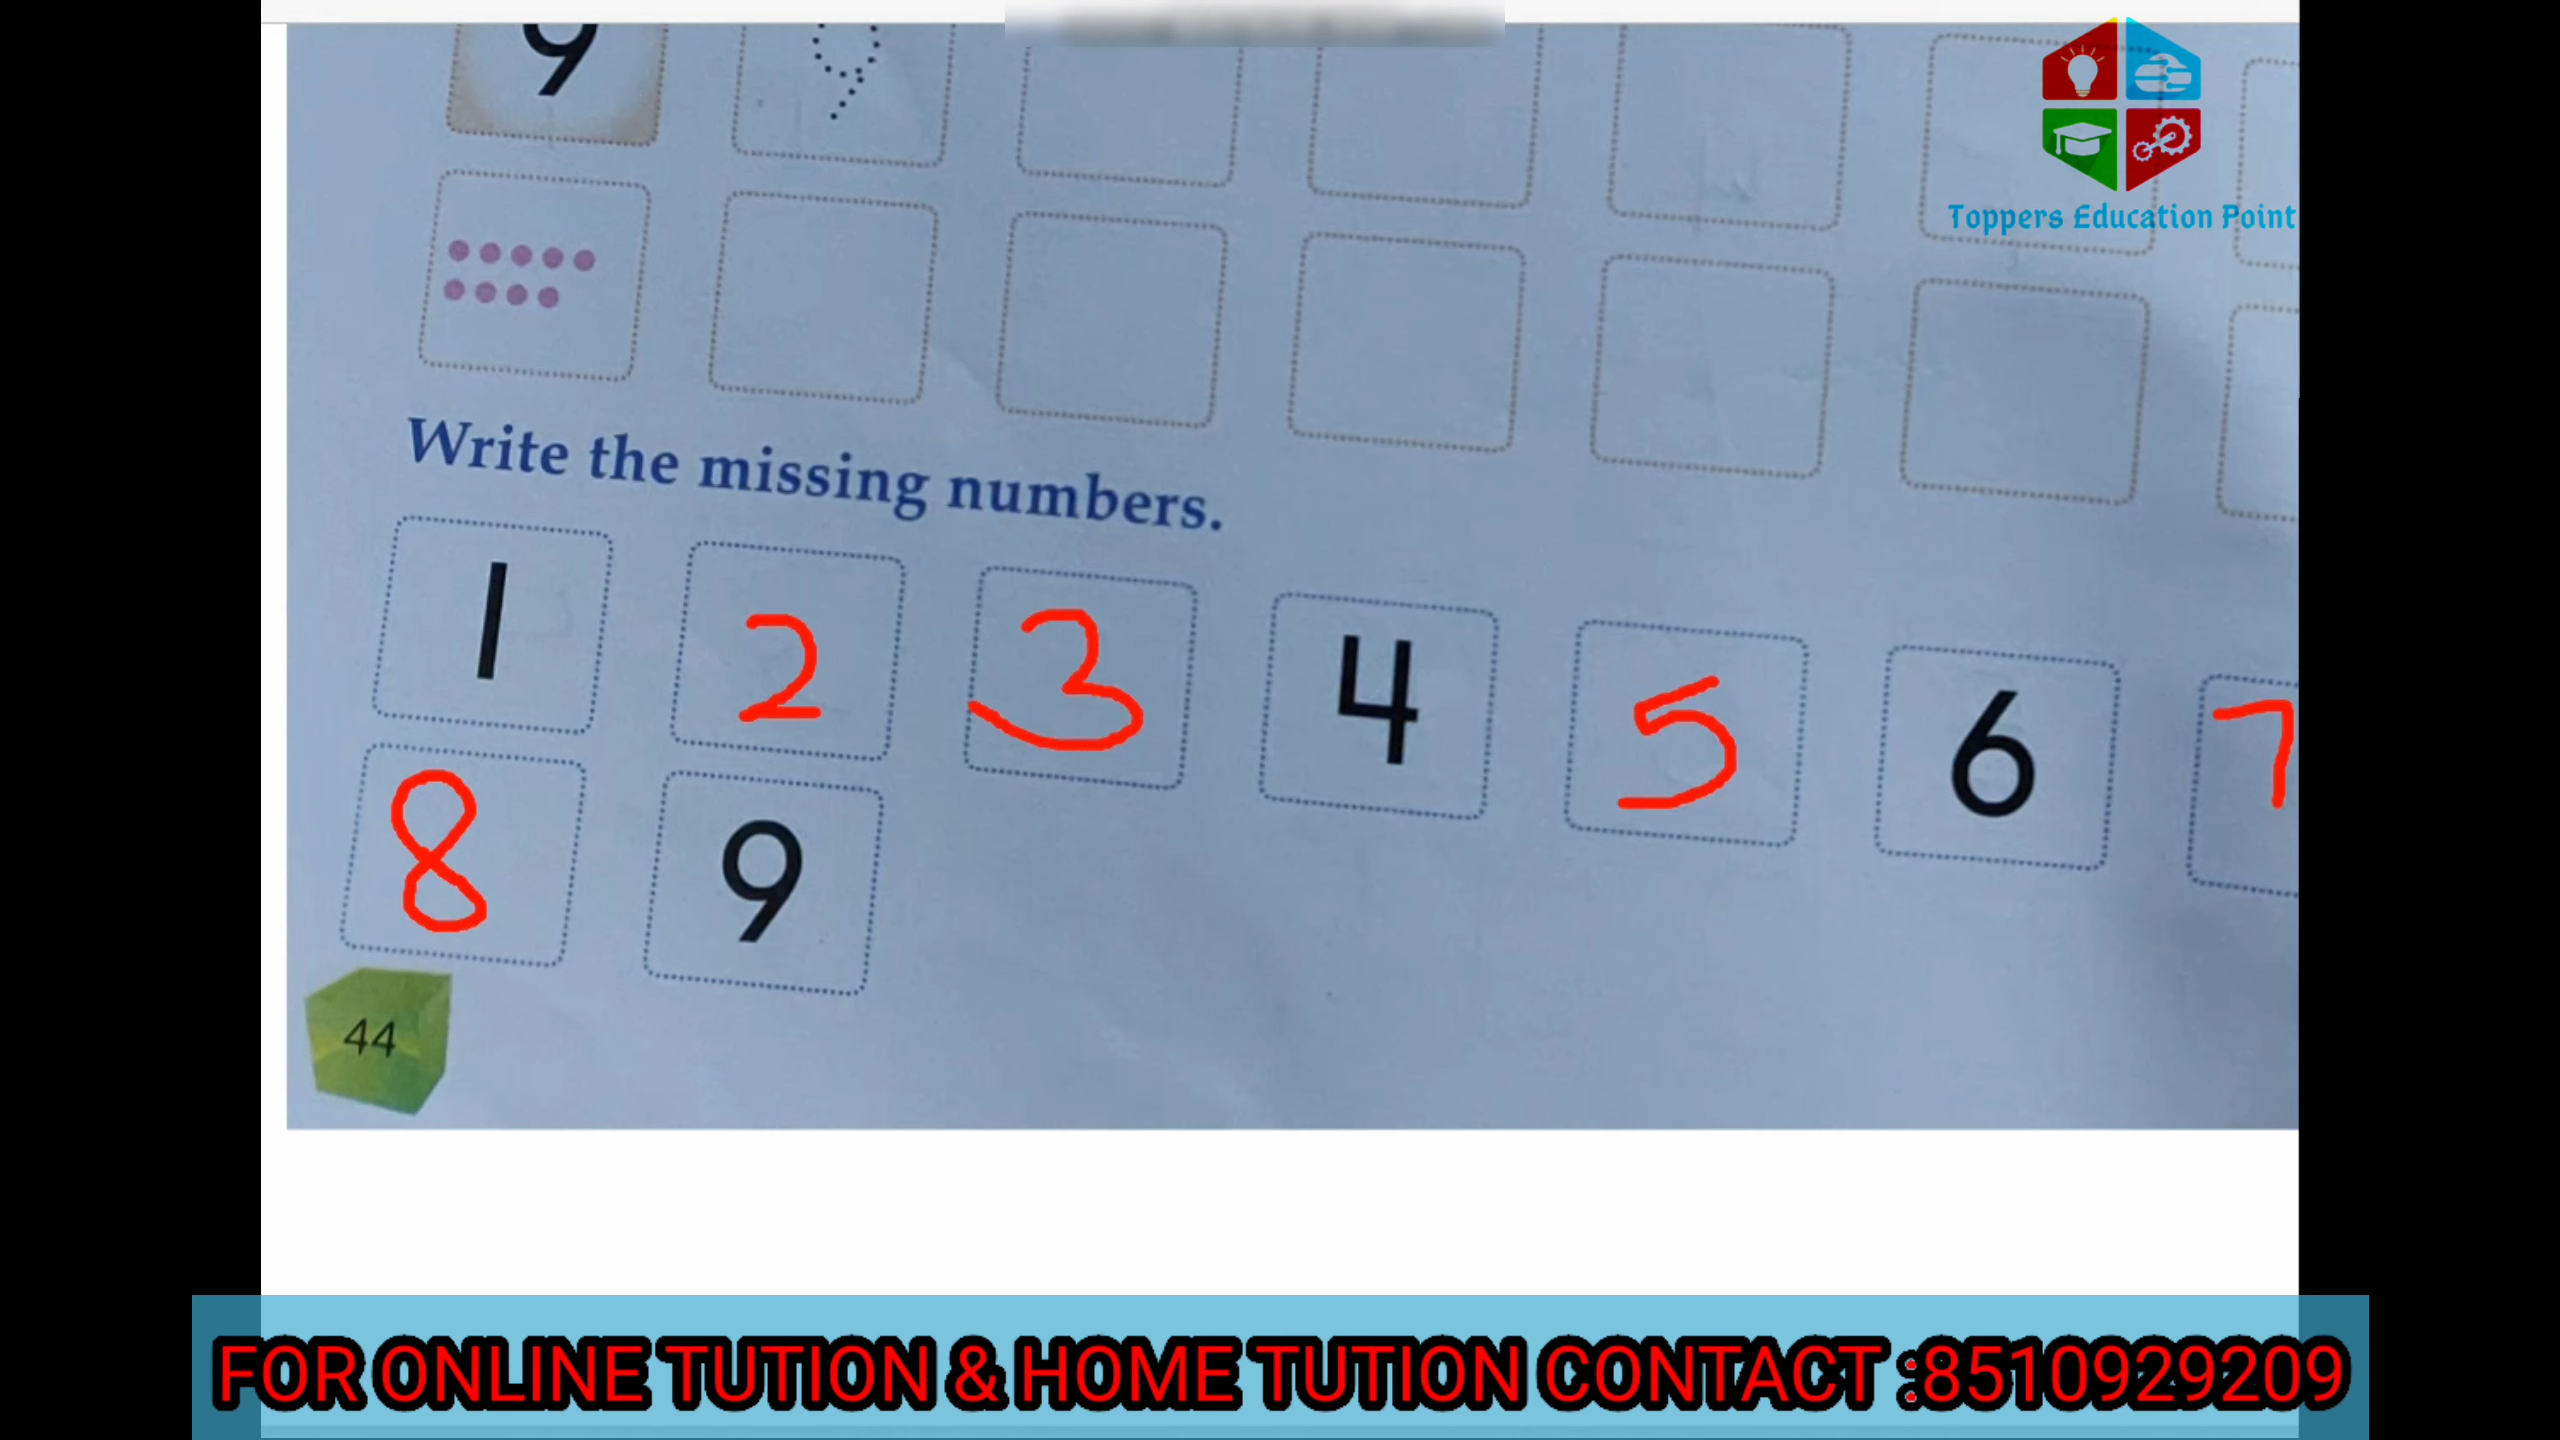 9 9
Toppers Education Point
Write the missing numbers.
1 2 3 4 5 6 7
8 9
44
FOR ONLINE TUTION & HOME TUTION CONTACT :8510929209